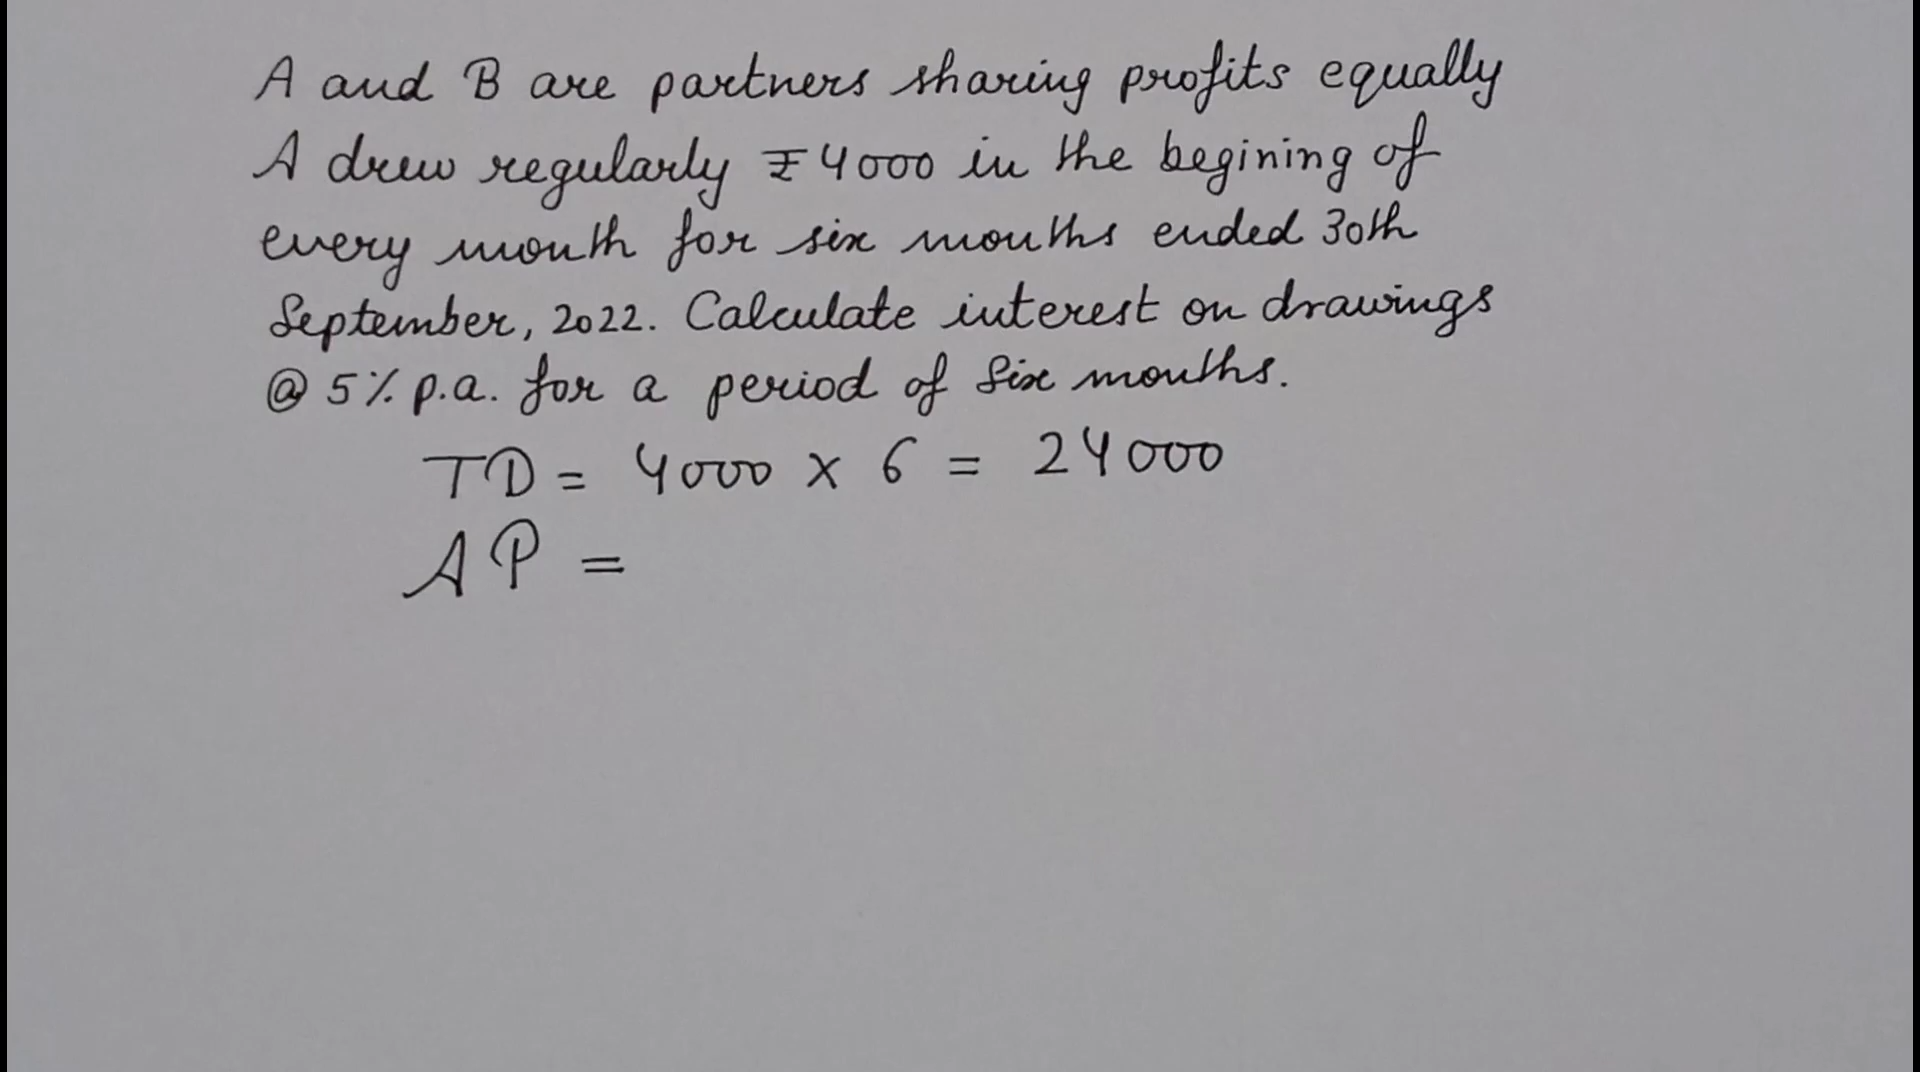 A and B are partners sharing profits equally
A drew regularly ₹4000 in the begining of
every month for six months ended 30th
September, 2022. Calculate interest on drawings
@ 5% p.a. for a period of Six months.
TD = 4000 x 6 = 24000
AP =